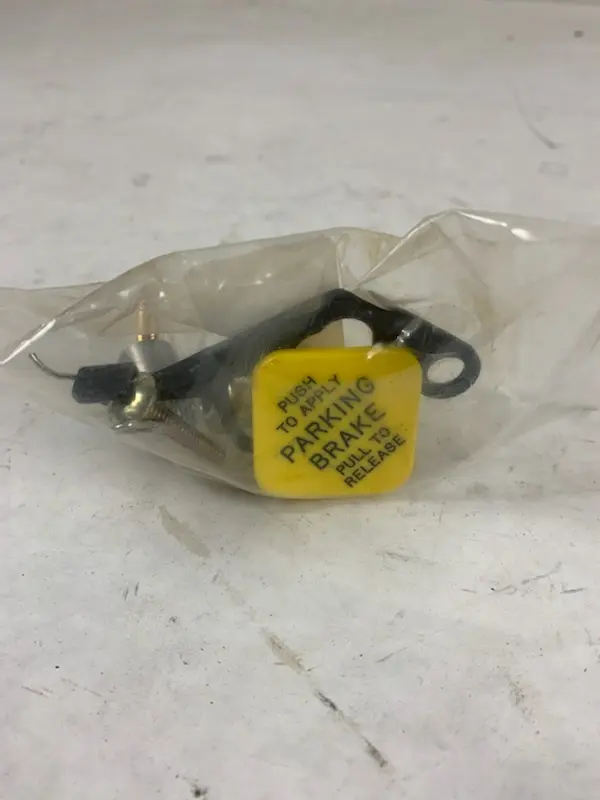 PUSH
TO APPLY
PARKING
BRAKE
PULL TO
RELEASE